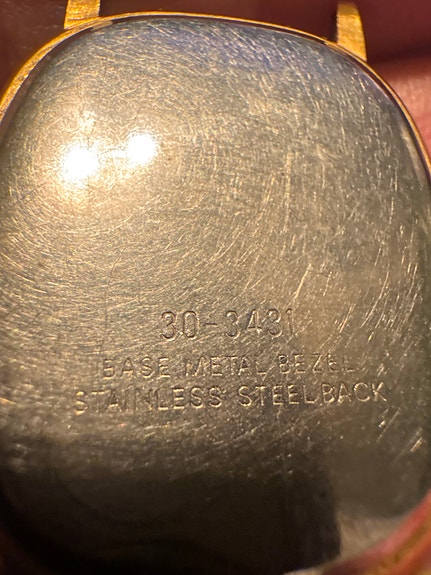 30-3431
BASE METAL BEZEL
STAINLESS STEEL BACK